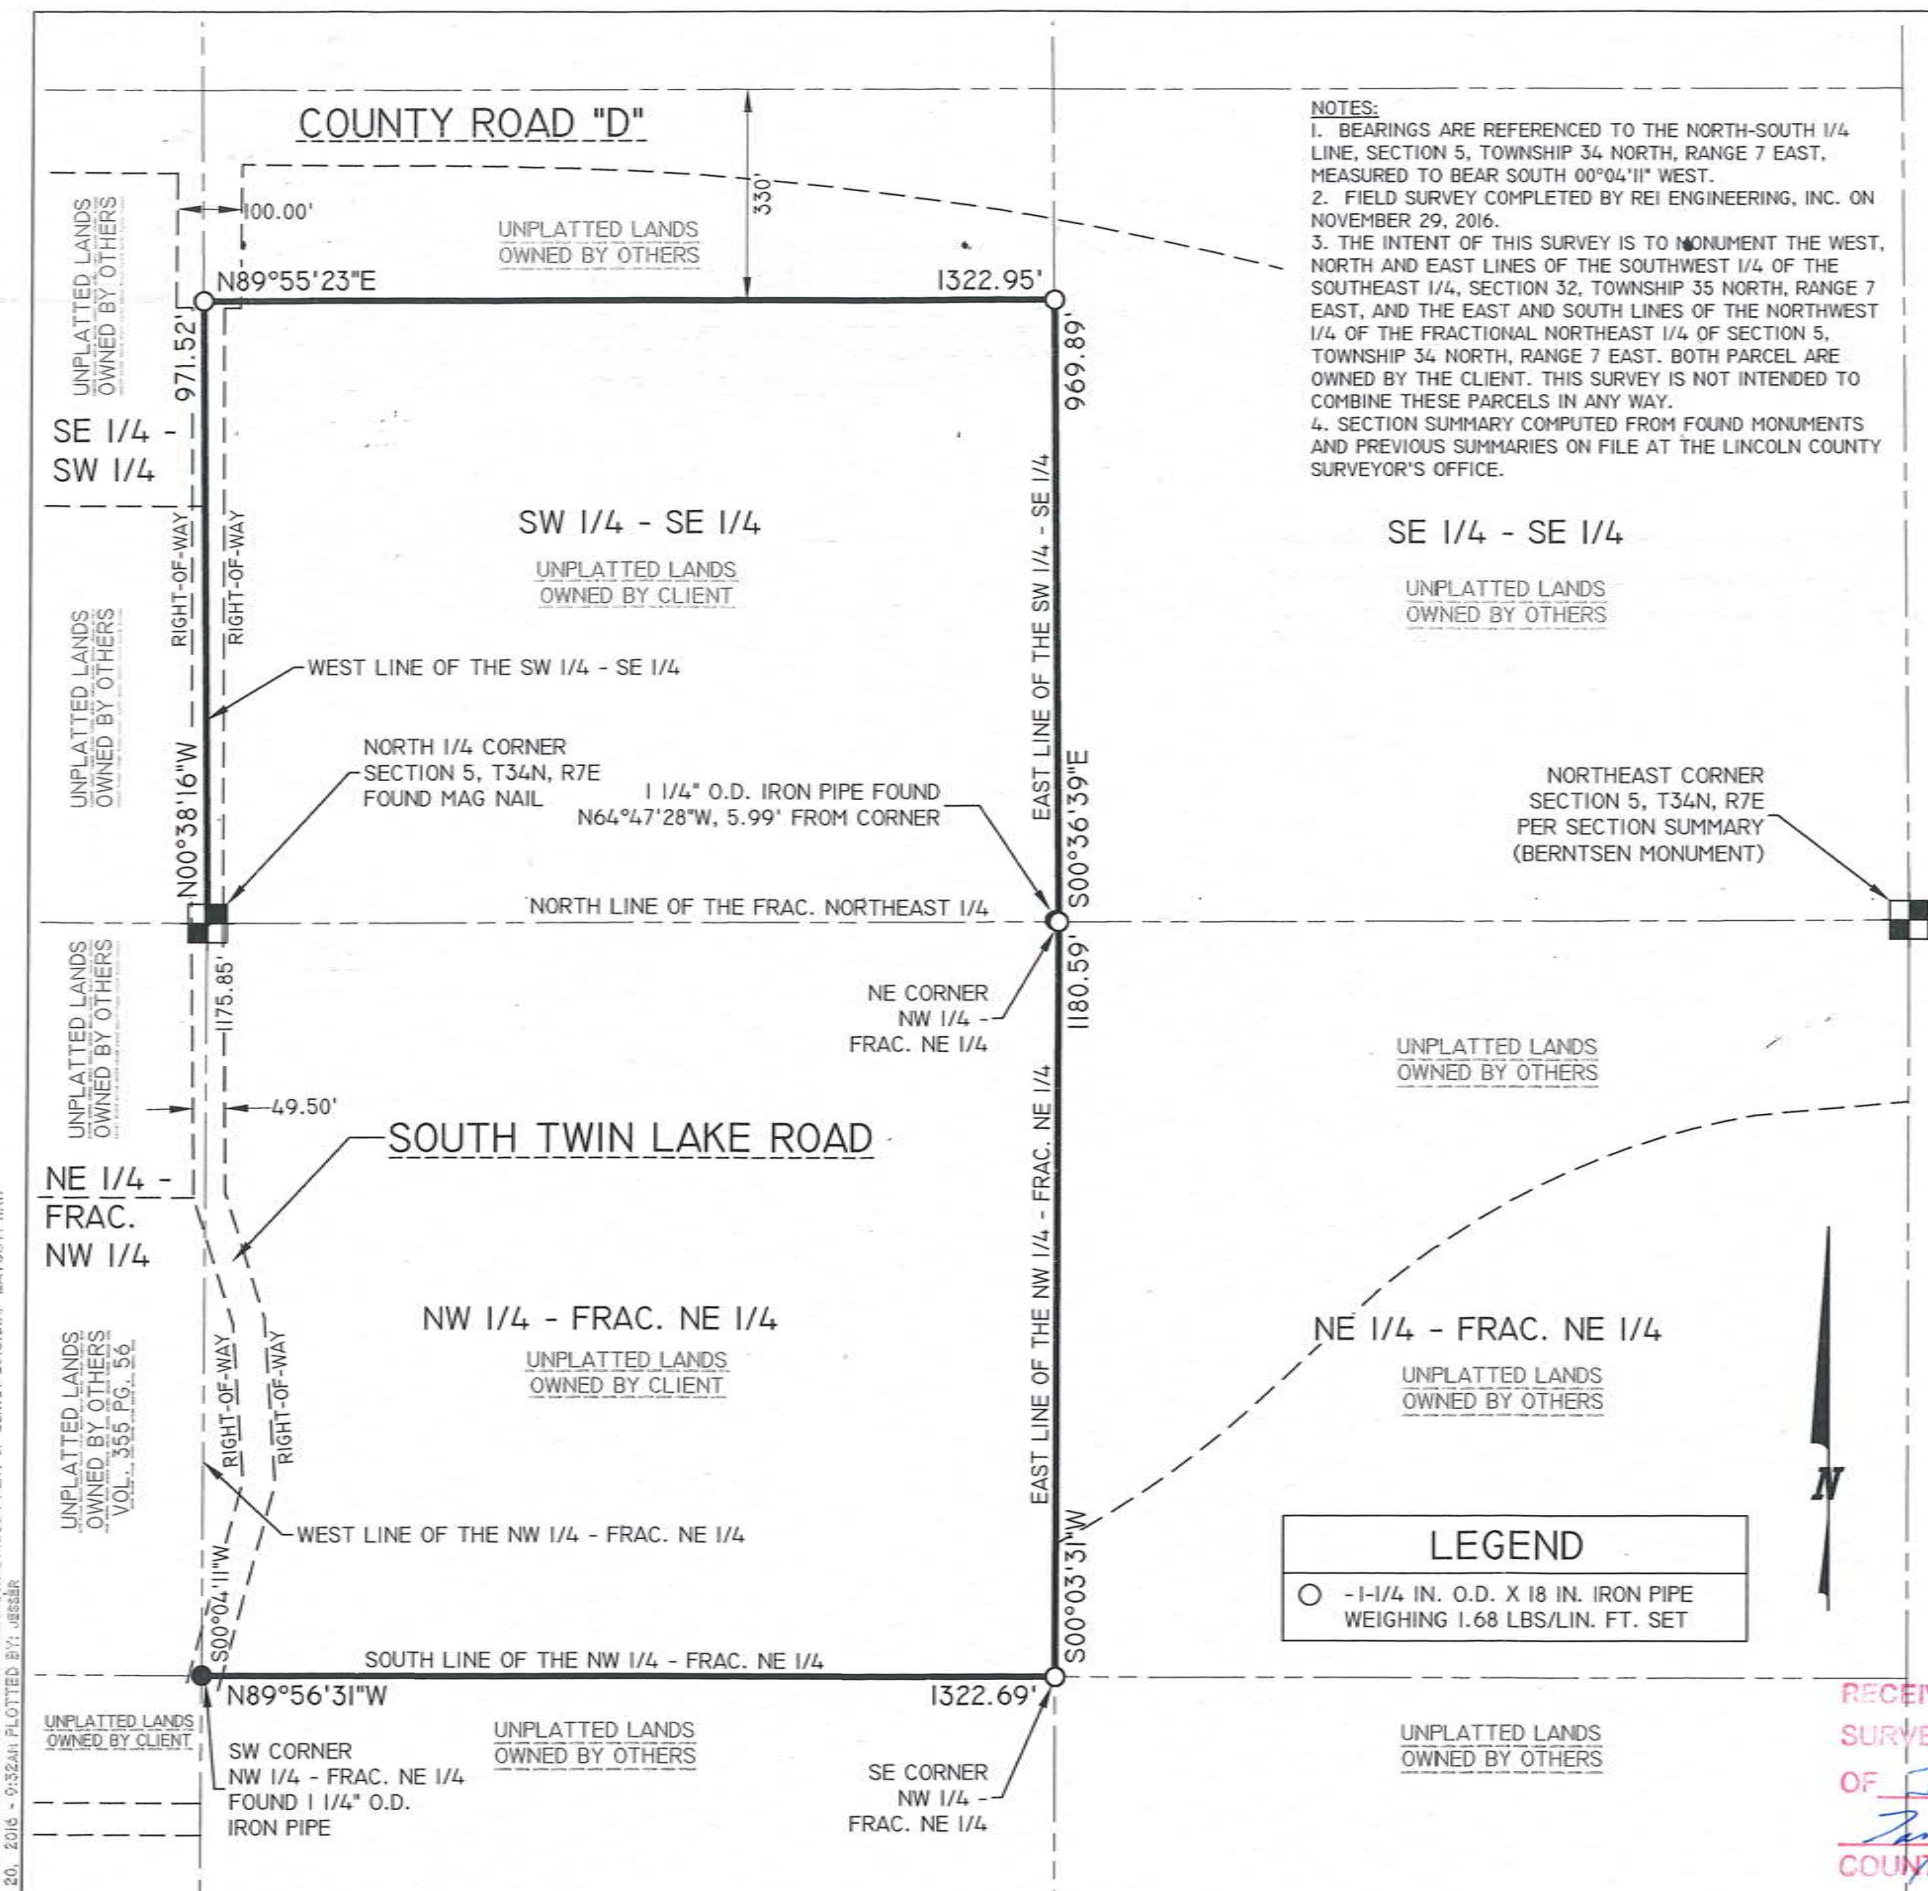 COUNTY ROAD "D"
NOTES:
1. BEARINGS ARE REFERENCED TO THE NORTH-SOUTH 1/4
LINE, SECTION 5, TOWNSHIP 34 NORTH, RANGE 7 EAST,
MEASURED TO BEAR SOUTH 00°04'11" WEST.
2. FIELD SURVEY COMPLETED BY REI ENGINEERING, INC. ON
NOVEMBER 29, 2016.
3. THE INTENT OF THIS SURVEY IS TO MONUMENT THE WEST,
NORTH AND EAST LINES OF THE SOUTHWEST 1/4 OF THE
SOUTHEAST 1/4, SECTION 32, TOWNSHIP 35 NORTH, RANGE 7
EAST, AND THE EAST AND SOUTH LINES OF THE NORTHWEST
1/4 OF THE FRACTIONAL NORTHEAST 1/4 OF SECTION 5,
TOWNSHIP 34 NORTH, RANGE 7 EAST. BOTH PARCEL ARE
OWNED BY THE CLIENT. THIS SURVEY IS NOT INTENDED TO
COMBINE THESE PARCELS IN ANY WAY.
4. SECTION SUMMARY COMPUTED FROM FOUND MONUMENTS
AND PREVIOUS SUMMARIES ON FILE AT THE LINCOLN COUNTY
SURVEYOR'S OFFICE.
330'
100.00'
UNPLATTED LANDS
OWNED BY OTHERS
UNPLATTED LANDS
OWNED BY OTHERS
N89°55'23"E
1322.95'
971.52'
969.89'
SE 1/4 -
SW 1/4
SW 1/4 - SE 1/4
UNPLATTED LANDS
OWNED BY CLIENT
SE 1/4 - SE 1/4
UNPLATTED LANDS
OWNED BY OTHERS
RIGHT-OF-WAY
RIGHT-OF-WAY
EAST LINE OF THE SW 1/4 - SE 1/4
UNPLATTED LANDS
OWNED BY OTHERS
WEST LINE OF THE SW 1/4 - SE 1/4
N00°38'16"W
NORTH 1/4 CORNER
SECTION 5, T34N, R7E
FOUND MAG NAIL
1 1/4" O.D. IRON PIPE FOUND
N64°47'28"W, 5.99' FROM CORNER
S00°36'39"E
NORTHEAST CORNER
SECTION 5, T34N, R7E
PER SECTION SUMMARY
(BERNTSEN MONUMENT)
NORTH LINE OF THE FRAC. NORTHEAST 1/4
1175.85'
1180.59'
NE CORNER
NW 1/4 -
FRAC. NE 1/4
UNPLATTED LANDS
OWNED BY OTHERS
UNPLATTED LANDS
OWNED BY OTHERS
49.50'
SOUTH TWIN LAKE ROAD
NE 1/4 -
FRAC.
NW 1/4
EAST LINE OF THE NW 1/4 - FRAC. NE 1/4
NW 1/4 - FRAC. NE 1/4
UNPLATTED LANDS
OWNED BY CLIENT
NE 1/4 - FRAC. NE 1/4
UNPLATTED LANDS
OWNED BY OTHERS
UNPLATTED LANDS
OWNED BY OTHERS
VOL. 355 PG. 56
RIGHT-OF-WAY
RIGHT-OF-WAY
N
WEST LINE OF THE NW 1/4 - FRAC. NE 1/4
S00°04'11"W
S00°03'31"W
LEGEND
-1-1/4 IN. O.D. X 18 IN. IRON PIPE
WEIGHING 1.68 LBS/LIN. FT. SET
SOUTH LINE OF THE NW 1/4 - FRAC. NE 1/4
N89°56'31"W
1322.69'
UNPLATTED LANDS
OWNED BY CLIENT
SW CORNER
NW 1/4 - FRAC. NE 1/4
FOUND 1 1/4" O.D.
IRON PIPE
UNPLATTED LANDS
OWNED BY OTHERS
SE CORNER
NW 1/4 -
FRAC. NE 1/4
UNPLATTED LANDS
OWNED BY OTHERS
20, 2016 - 9:32AM PLOTTED BY: JESSER
OF